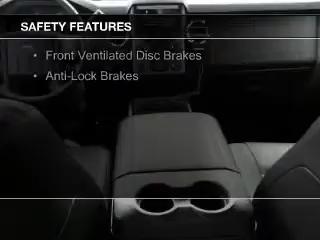 SAFETY FEATURES
• Front Ventilated Disc Brakes
• Anti-Lock Brakes